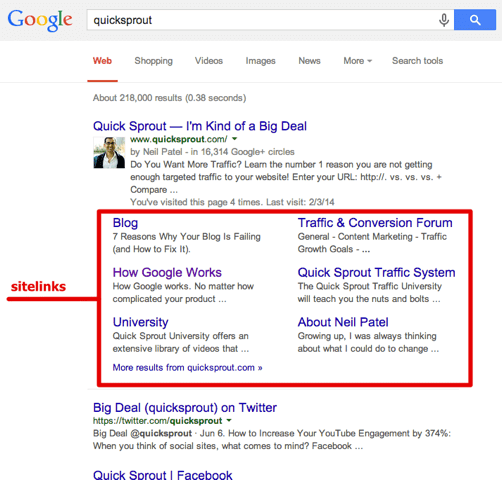 Google quicksprout
Web Shopping Videos Images News More Search tools
About 218,000 results (0.38 seconds)
Quick Sprout — I'm Kind of a Big Deal
www.quicksprout.com/
by Neil Patel - in 16,314 Google+ circles
Do You Want More Traffic? Learn the number 1 reason you are not getting
enough targeted traffic to your website! Enter your URL: http://. vs. vs. vs. +
Compare ...
You've visited this page 4 times. Last visit: 2/3/14
sitelinks
Blog
7 Reasons Why Your Blog Is Failing
(and How to Fix It).
Traffic & Conversion Forum
General - Content Marketing - Traffic
Growth Goals - ...
How Google Works
How Google works. No matter how
complicated your product ...
Quick Sprout Traffic System
The Quick Sprout Traffic University
will teach you the nuts and bolts ...
University
Quick Sprout University offers an
extensive library of videos that ...
About Neil Patel
Growing up, I was always thinking
about what I could do to change ...
More results from quicksprout.com »
Big Deal (quicksprout) on Twitter
https://twitter.com/quicksprout
Big Deal @quicksprout · Jun 6. How to Increase Your YouTube Engagement by 374%:
When you think of social sites, what comes to mind? Facebook ...
Quick Sprout | Facebook